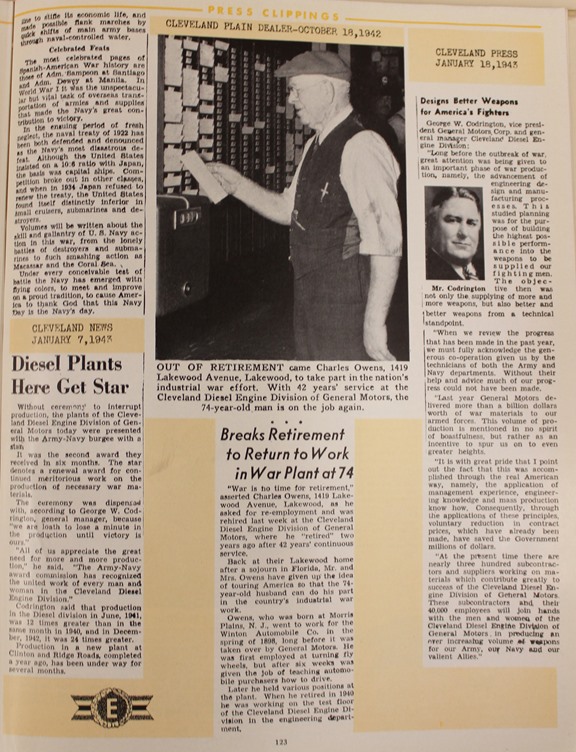 PRESS CLIPPINGS
line to stifle its economic life, and
made possible flank marches by
quick shifts of main army bases
through naval-controlled water.
Celebrated Feats
The most celebrated pages of
Spanish-American War history are
those of Adm. Sampson at Santiago
and Adm. Dewey at Manila. In
World War I it was the unspectacu-
lar but vital task of overseas trans-
portation of armies and supplies
that made the Navy's great con-
tribution to victory.
In the ensuing period of fresh
neglect, the naval treaty of 1922 has
been both defended and denounced
as the Navy's most disastrous de-
feat. Although the United States
insisted on a 10:6 ratio with Japan,
the basis was capital ships. Com-
petition broke out in other classes,
and when in 1934 Japan refused to
renew the treaty, the United States
found itself distinctly inferior in
small cruisers, submarines and de-
stroyers.
Volumes will be written about the
skill and gallantry of U. S. Navy ac-
tion in this war, from the lonely
battles of destroyers and subma-
rines to such smashing action as
Macassar and the Coral Sea.
Under every conceivable test of
battle the Navy has emerged with
flying colors, to meet and improve
on a proud tradition, to cause Amer-
ica to thank God that this Navy
Day is the Navy's day.
CLEVELAND NEWS
JANUARY 7, 1943
Diesel Plants
Here Get Star
Without ceremony to interrupt
production, the plants of the Cleve-
land Diesel Engine Division of Gen-
eral Motors today were presented
with the Army-Navy burgee with a
star.
It was the second award they
received in six months. The star
denotes a renewal award for con-
tinued meritorious work on the
production of necessary war ma-
terials.
The ceremony was dispensed
with, according to George W. Cod-
rington, general manager, because
"we are loath to lose a minute in
the production until victory is
ours."
"All of us appreciate the great
need for more and more produc-
tion," he said. "The Army-Navy
award commission has recognized
the united work of every man and
woman in the Cleveland Diesel
Engine Division."
Codrington said that production
in the Diesel division in June, 1941,
was 12 times greater than in the
same month in 1940, and in Decem-
ber, 1942, it was 24 times greater.
Production in a new plant at
Clinton and Ridge Roads, completed
a year ago, has been under way for
several months.
E
CLEVELAND PLAIN DEALER-OCTOBER 18, 1942
OUT OF RETIREMENT came Charles Owens, 1419
Lakewood Avenue, Lakewood, to take part in the nation's
industrial war effort. With 42 years' service at the
Cleveland Diesel Engine Division of General Motors, the
74-year-old man is on the job again.
Breaks Retirement
to Return to Work
in War Plant at 74
"War is no time for retirement,"
asserted Charles Owens, 1419 Lake-
wood Avenue, Lakewood, as he
asked for re-employment and was
rehired last week at the Cleveland
Diesel Engine Division of General
Motors, where he "retired" two
years ago after 42 years' continuous
service.
Back at their Lakewood home
after a sojourn in Florida, Mr. and
Mrs. Owens have given up the idea
of touring America so that the 74-
year-old husband can do his part
in the country's industrial war
work.
Owens, who was born at Morris
Plains, N. J., went to work for the
Winton Automobile Co. in the
spring of 1898, long before it was
taken over by General Motors. He
was first employed at turning fly
wheels, but after six weeks was
given the job of teaching automo-
bile purchasers how to drive.
Later he held various positions at
the plant. When he retired in 1940
he was working on the test floor
of the Cleveland Diesel Engine Di-
vision in the engineering depart-
ment.
CLEVELAND PRESS
JANUARY 18, 1943
Designs Better Weapons
for America's Fighters
George W. Codrington, vice presi-
dent General Motors Corp. and gen-
eral manager Cleveland Diesel En-
gine Division:
"Long before the outbreak of war,
great attention was being given to
an important phase of war produc-
tion, namely, the advancement of
engineering de-
sign and manu-
facturing proc-
esses. This
studied planning
was for the pur-
pose of building
the highest pos-
sible perform-
ance into the
weapons to be
supplied our
fighting men.
The objec-
Mr. Codrington
tive then was
not only the supplying of more and
more weapons, but also better and
better weapons from a technical
standpoint.
"When we review the progress
that has been made in the past year,
we must fully acknowledge the gen-
erous co-operation given us by the
technicians of both the Army and
Navy departments. Without their
help and advice much of our prog-
ress could not have been made.
"Last year General Motors de-
livered more than a billion dollars
worth of war materials to our
armed forces. This volume of pro-
duction is mentioned in no spirit
of boastfulness, but rather as an
incentive to spur us on to even
greater heights.
"It is with great pride that I point
out the fact that this was accom-
plished through the real American
way, namely, the application of
management experience, engineer-
ing knowledge and mass production
know how. Consequently, through
the applications of these principles,
voluntary reduction in contract
prices, which have already been
made, have saved the Government
millions of dollars.
"At the present time there are
nearly three hundred subcontrac-
tors and suppliers working on ma-
terials which contribute greatly to
success of the Cleveland Diesel En-
gine Division of General Motors.
These subcontractors and their
40,000 employees will join hands
with the men and women of the
Cleveland Diesel Engine Division of
General Motors in producing an
ever increasing volume of weapons
for our Army, our Navy and our
valient Allies."
123